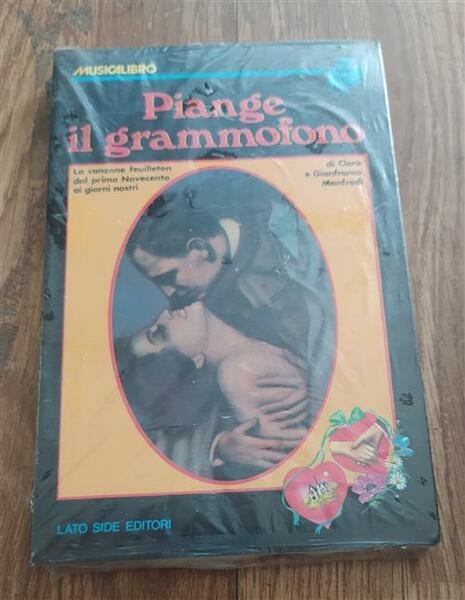 MUSICALIBRO
Piange
il grammofono
La canzone feuilleton
dal primo Novecento
ai giorni nostri
di Clara
e Gianfranco
Manfredi
LATO SIDE EDITORI